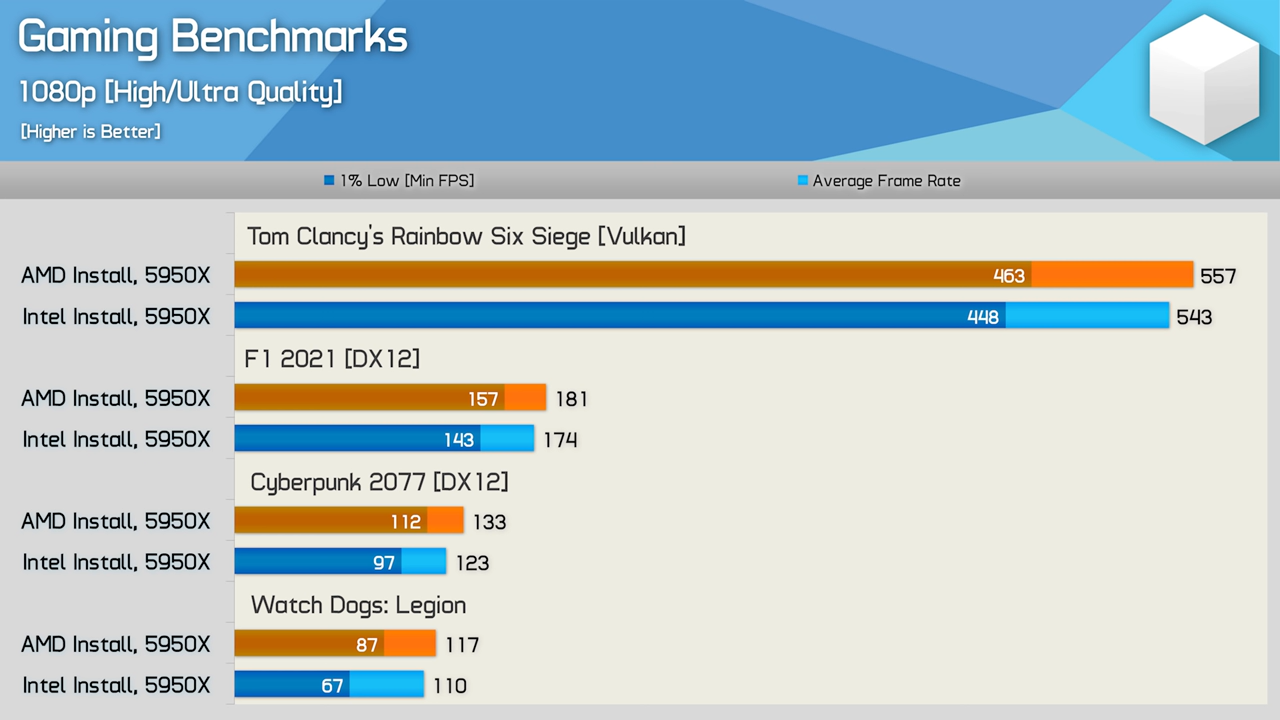 Gaming Benchmarks
1080p [High/Ultra Quality]
[Higher is Better]
1% Low [Min FPS] Average Frame Rate
Tom Clancy's Rainbow Six Siege [Vulkan]
AMD Install, 5950X 463 557
Intel Install, 5950X 448 543
F1 2021 [DX12]
AMD Install, 5950X 157 181
Intel Install, 5950X 143 174
Cyberpunk 2077 [DX12]
AMD Install, 5950X 112 133
Intel Install, 5950X 97 123
Watch Dogs: Legion
AMD Install, 5950X 87 117
Intel Install, 5950X 67 110